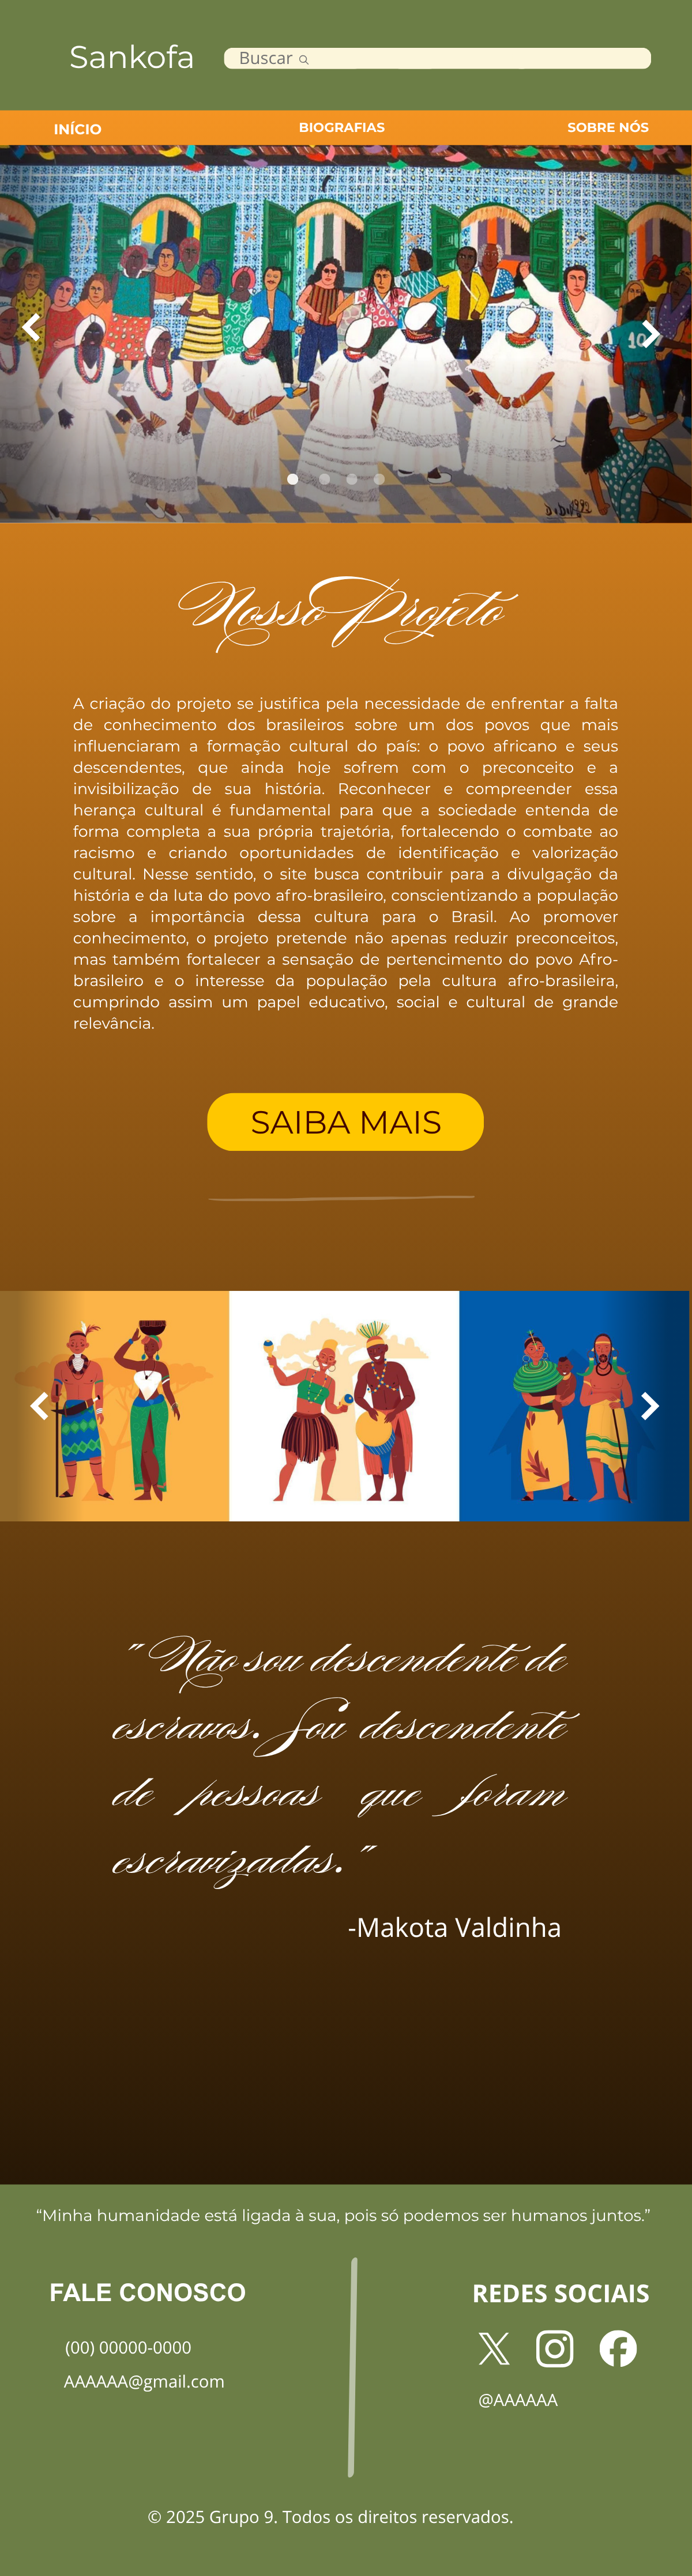 Sankofa
Buscar
INÍCIO
BIOGRAFIAS
SOBRE NÓS
10
Nosso Projeto
A criação do projeto se justifica pela necessidade de enfrentar a falta
de conhecimento dos brasileiros sobre um dos povos que mais
influenciaram a formação cultural do país: o povo africano e seus
descendentes, que ainda hoje sofrem com o preconceito e a
invisibilização de sua história. Reconhecer e compreender essa
herança cultural é fundamental para que a sociedade entenda de
forma completa a sua própria trajetória, fortalecendo o combate ao
racismo e criando oportunidades de identificação e valorização
cultural. Nesse sentido, o site busca contribuir para a divulgação da
história e da luta do povo afro-brasileiro, conscientizando a população
sobre a importância dessa cultura para o Brasil. Ao promover
conhecimento, o projeto pretende não apenas reduzir preconceitos,
mas também fortalecer a sensação de pertencimento do povo Afro-
brasileiro e o interesse da população pela cultura afro-brasileira,
cumprindo assim um papel educativo, social e cultural de grande
relevância.
SAIBA MAIS
"Não sou descendente de
escravos. Sou descendente
de pessoas que foram
escravizadas."
-Makota Valdinha
“Minha humanidade está ligada à sua, pois só podemos ser humanos juntos.”
FALE CONOSCO
(00) 00000-0000
AAAAAA@gmail.com
REDES SOCIAIS
@AAAAAA
© 2025 Grupo 9. Todos os direitos reservados.